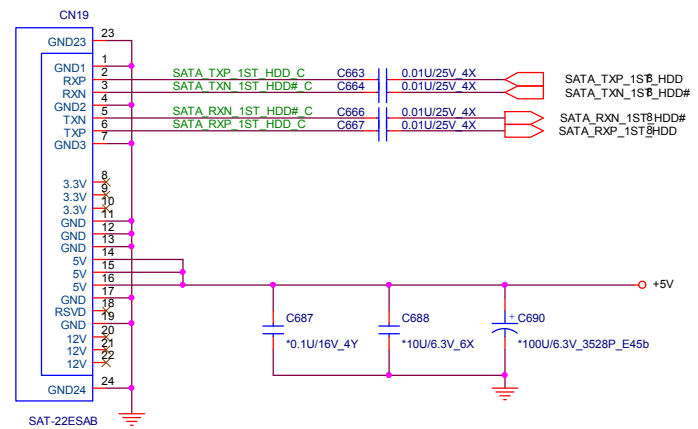 CN19
GND23 23
GND1 1
RXP 2 SATA_TXP_1ST_HDD_C C663 0.01U/25V_4X SATA_TXP_1ST_HDD 8
RXN 3 SATA_TXN_1ST_HDD#_C C664 0.01U/25V_4X SATA_TXN_1ST_HDD# 8
GND2 4
TXN 5 SATA_RXN_1ST_HDD#_C C666 0.01U/25V_4X SATA_RXN_1ST_HDD# 8
TXP 6 SATA_RXP_1ST_HDD_C C667 0.01U/25V_4X SATA_RXP_1ST_HDD 8
GND3 7
3.3V 8
3.3V 9
3.3V 10
GND 11
GND 12
GND 13
5V 14
5V 15
5V 16 +5V
GND 17
RSVD 18
GND 19
12V 20
12V 21
12V 22
C687 C688 + C690
*0.1U/16V_4Y *10U/6.3V_6X *100U/6.3V_3528P_E45b
GND24 24
SAT-22ESAB